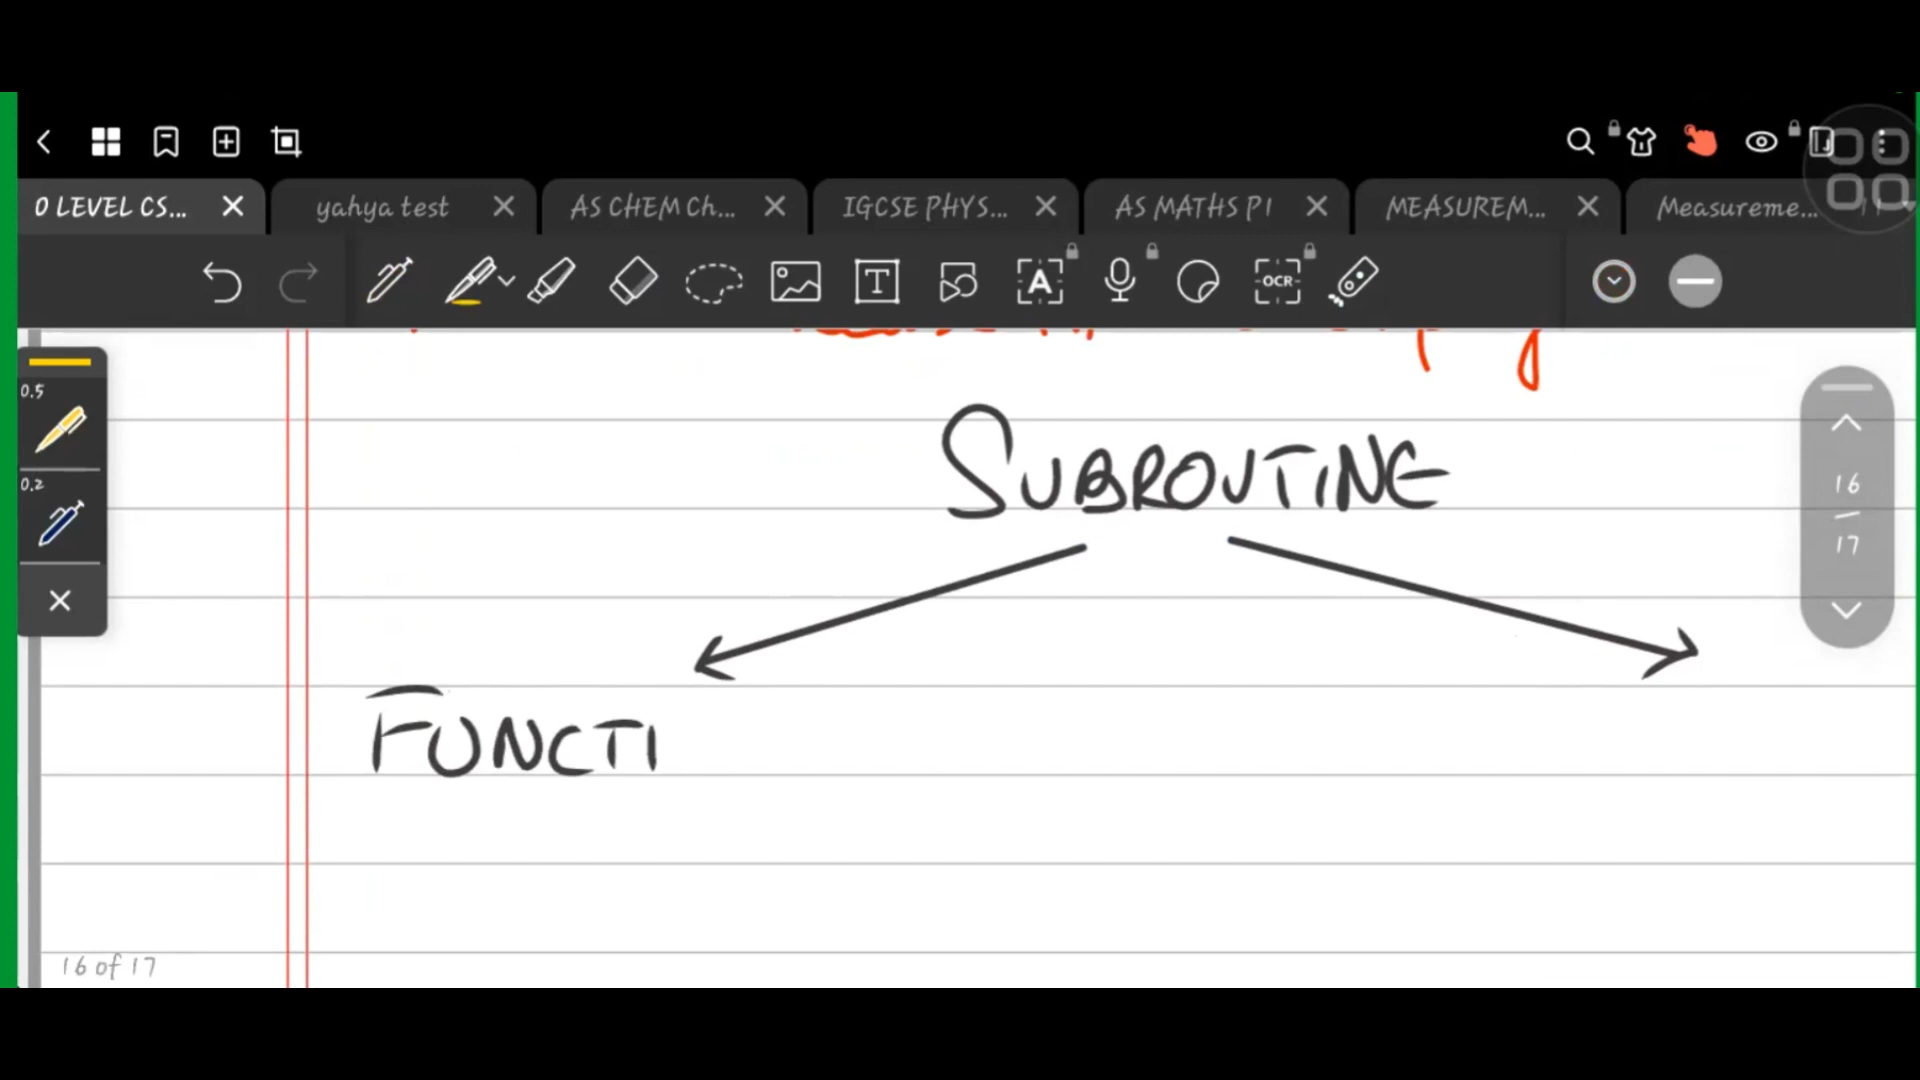 O LEVEL CS...
yahya test
AS CHEM Ch...
IGCSE PHYS...
AS MATHS P1
MEASUREM...
Measureme...
T
A
OCR
0.5
0.2
SUBROUTINE
FUNCTI
16
17
16 of 17